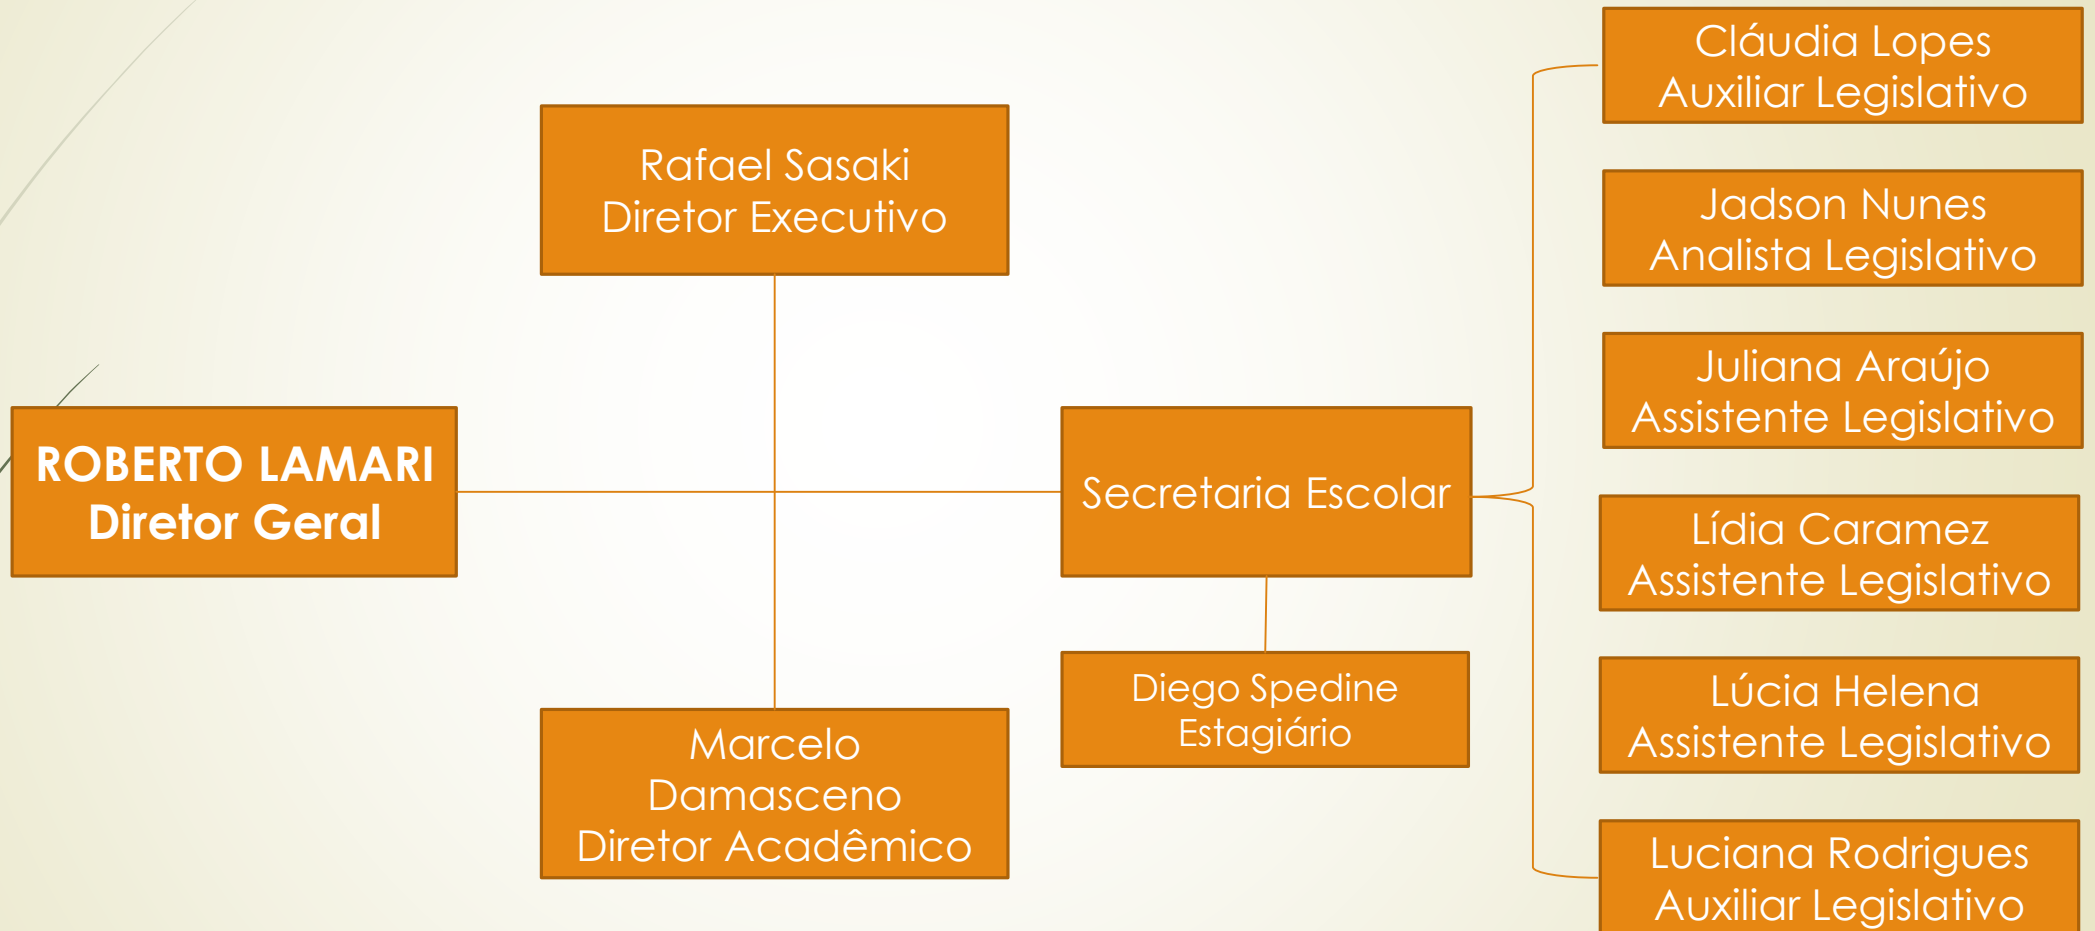 ROBERTO LAMARI
Diretor Geral
Rafael Sasaki
Diretor Executivo
Marcelo
Damasceno
Diretor Acadêmico
Secretaria Escolar
Diego Spedine
Estagiário
Cláudia Lopes
Auxiliar Legislativo
Jadson Nunes
Analista Legislativo
Juliana Araújo
Assistente Legislativo
Lídia Caramez
Assistente Legislativo
Lúcia Helena
Assistente Legislativo
Luciana Rodrigues
Auxiliar Legislativo